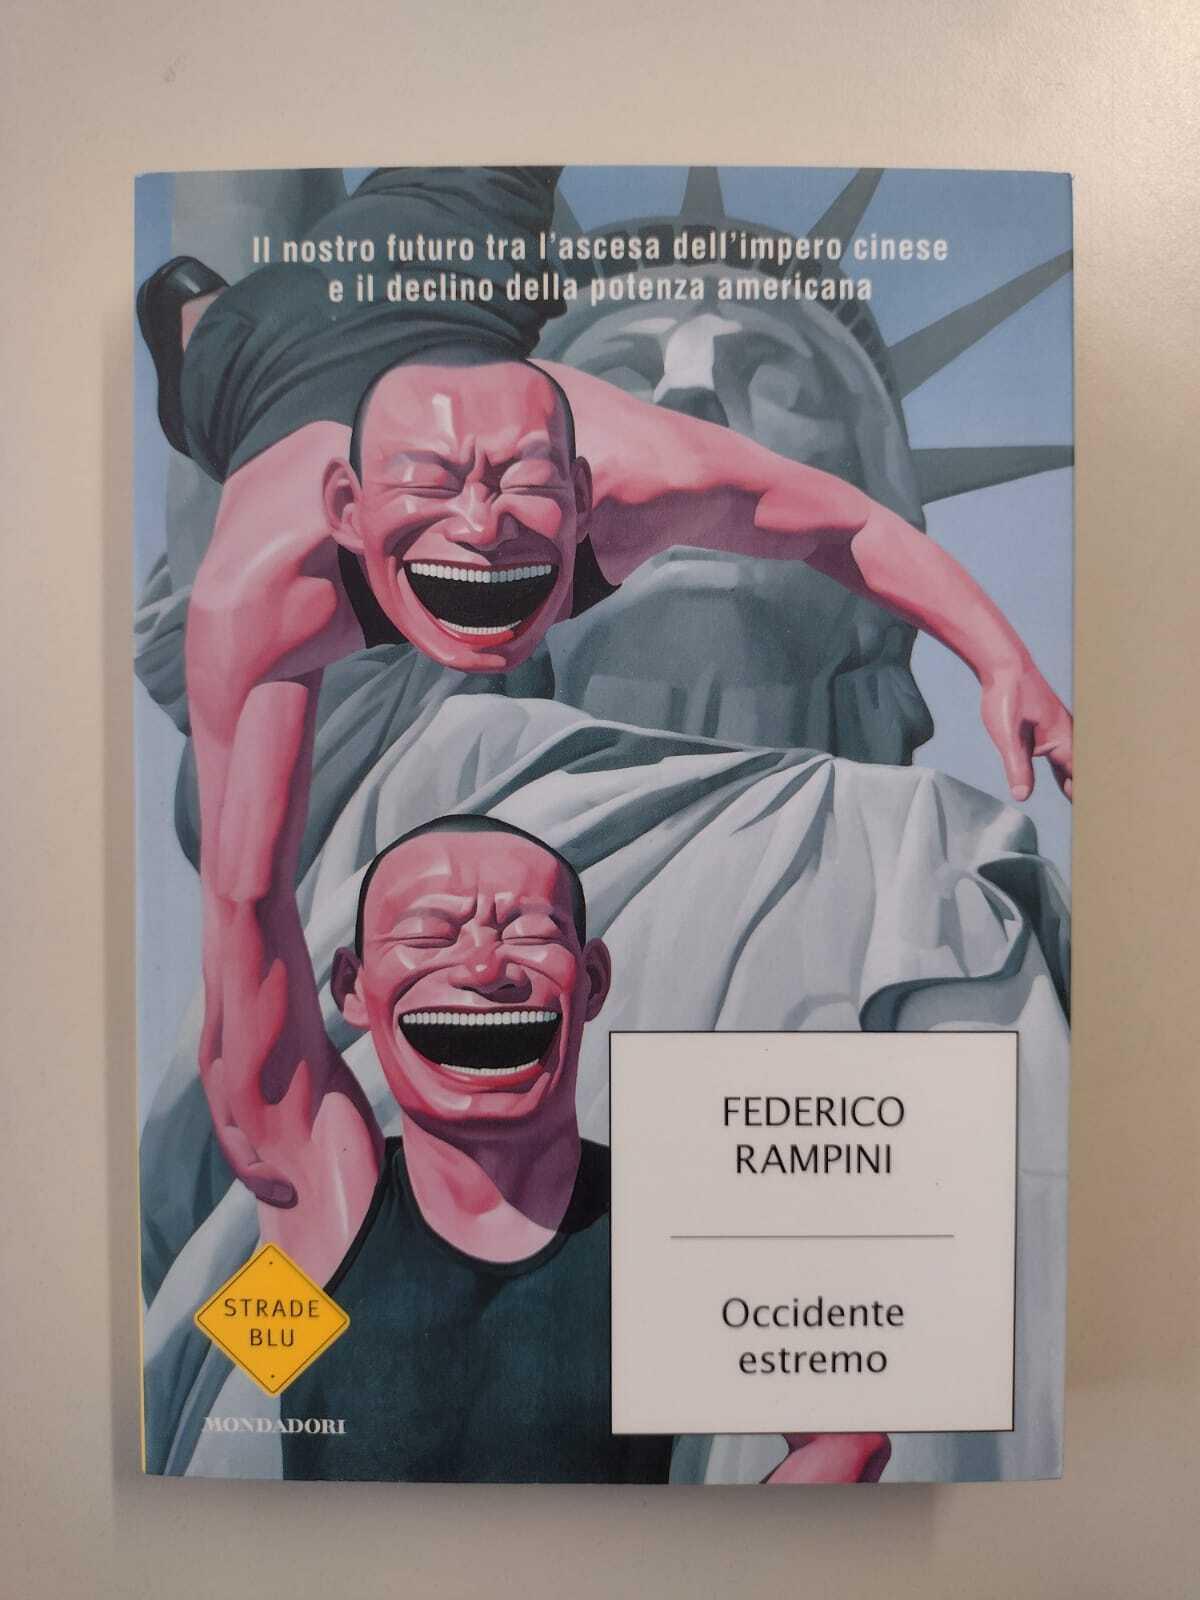 Il nostro futuro tra l'ascesa dell'impero cinese
e il declino della potenza americana
FEDERICO
RAMPINI
Occidente
estremo
STRADE
BLU
MONDADORI